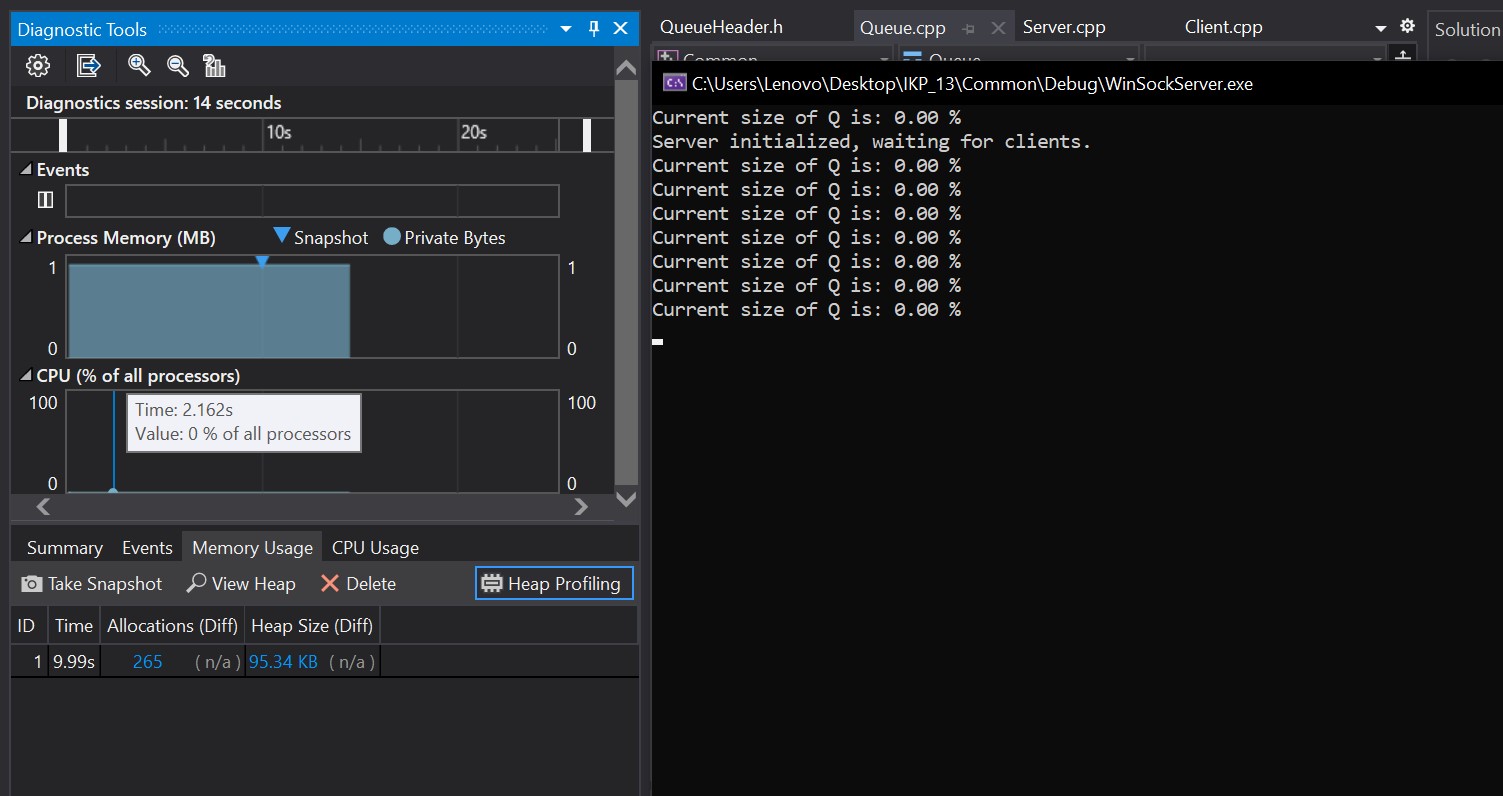 Diagnostic Tools
Diagnostics session: 14 seconds
10s 20s
Events
Process Memory (MB) Snapshot Private Bytes
1 1
0 0
CPU (% of all processors)
100 100
Time: 2.162s
Value: 0 % of all processors
0 0
Summary Events Memory Usage CPU Usage
Take Snapshot View Heap Delete Heap Profiling
ID Time Allocations (Diff) Heap Size (Diff)
1 9.99s 265 ( n/a ) 95.34 KB ( n/a )
QueueHeader.h Queue.cpp Server.cpp Client.cpp
Solution
Common Queue
C:\Users\Lenovo\Desktop\IKP_13\Common\Debug\WinSockServer.exe
Current size of Q is: 0.00 %
Server initialized, waiting for clients.
Current size of Q is: 0.00 %
Current size of Q is: 0.00 %
Current size of Q is: 0.00 %
Current size of Q is: 0.00 %
Current size of Q is: 0.00 %
Current size of Q is: 0.00 %
Current size of Q is: 0.00 %